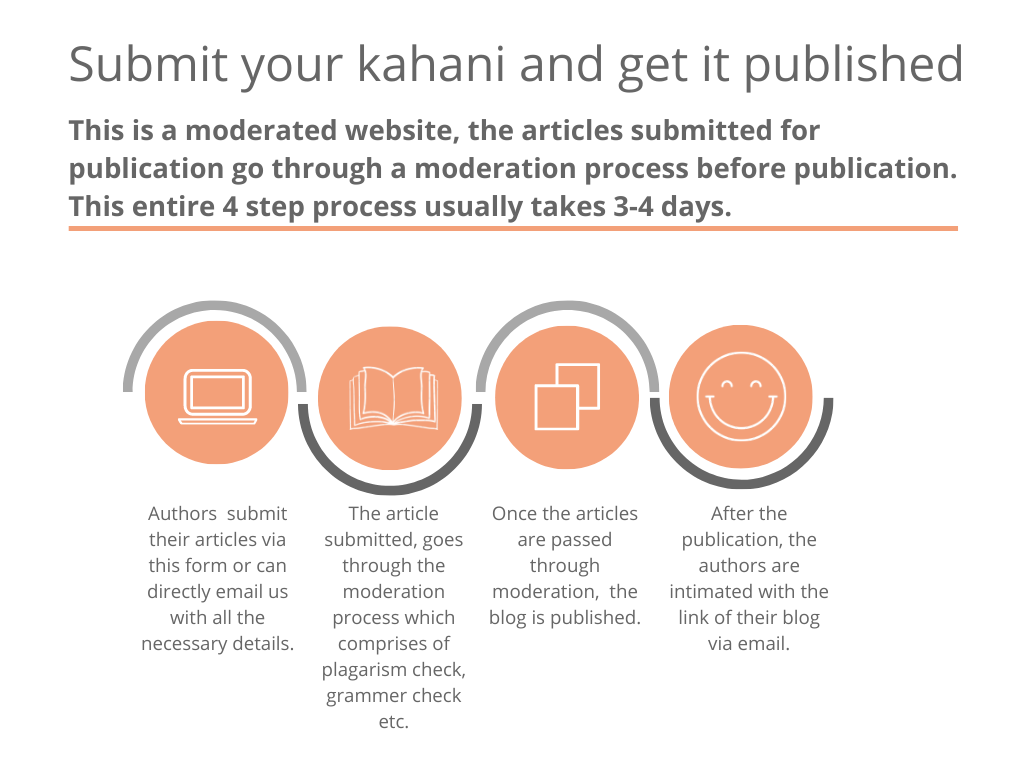 Submit your kahani and get it published
This is a moderated website, the articles submitted for
publication go through a moderation process before publication.
This entire 4 step process usually takes 3-4 days.
Authors  submit
their articles via
this form or can
directly email us
with all the
necessary details.
The article
submitted, goes
through the
moderation
process which
comprises of
plagarism check,
grammer check
etc.
Once the articles
are passed
through
moderation,  the
blog is published.
After the
publication, the
authors are
intimated with the
link of their blog
via email.